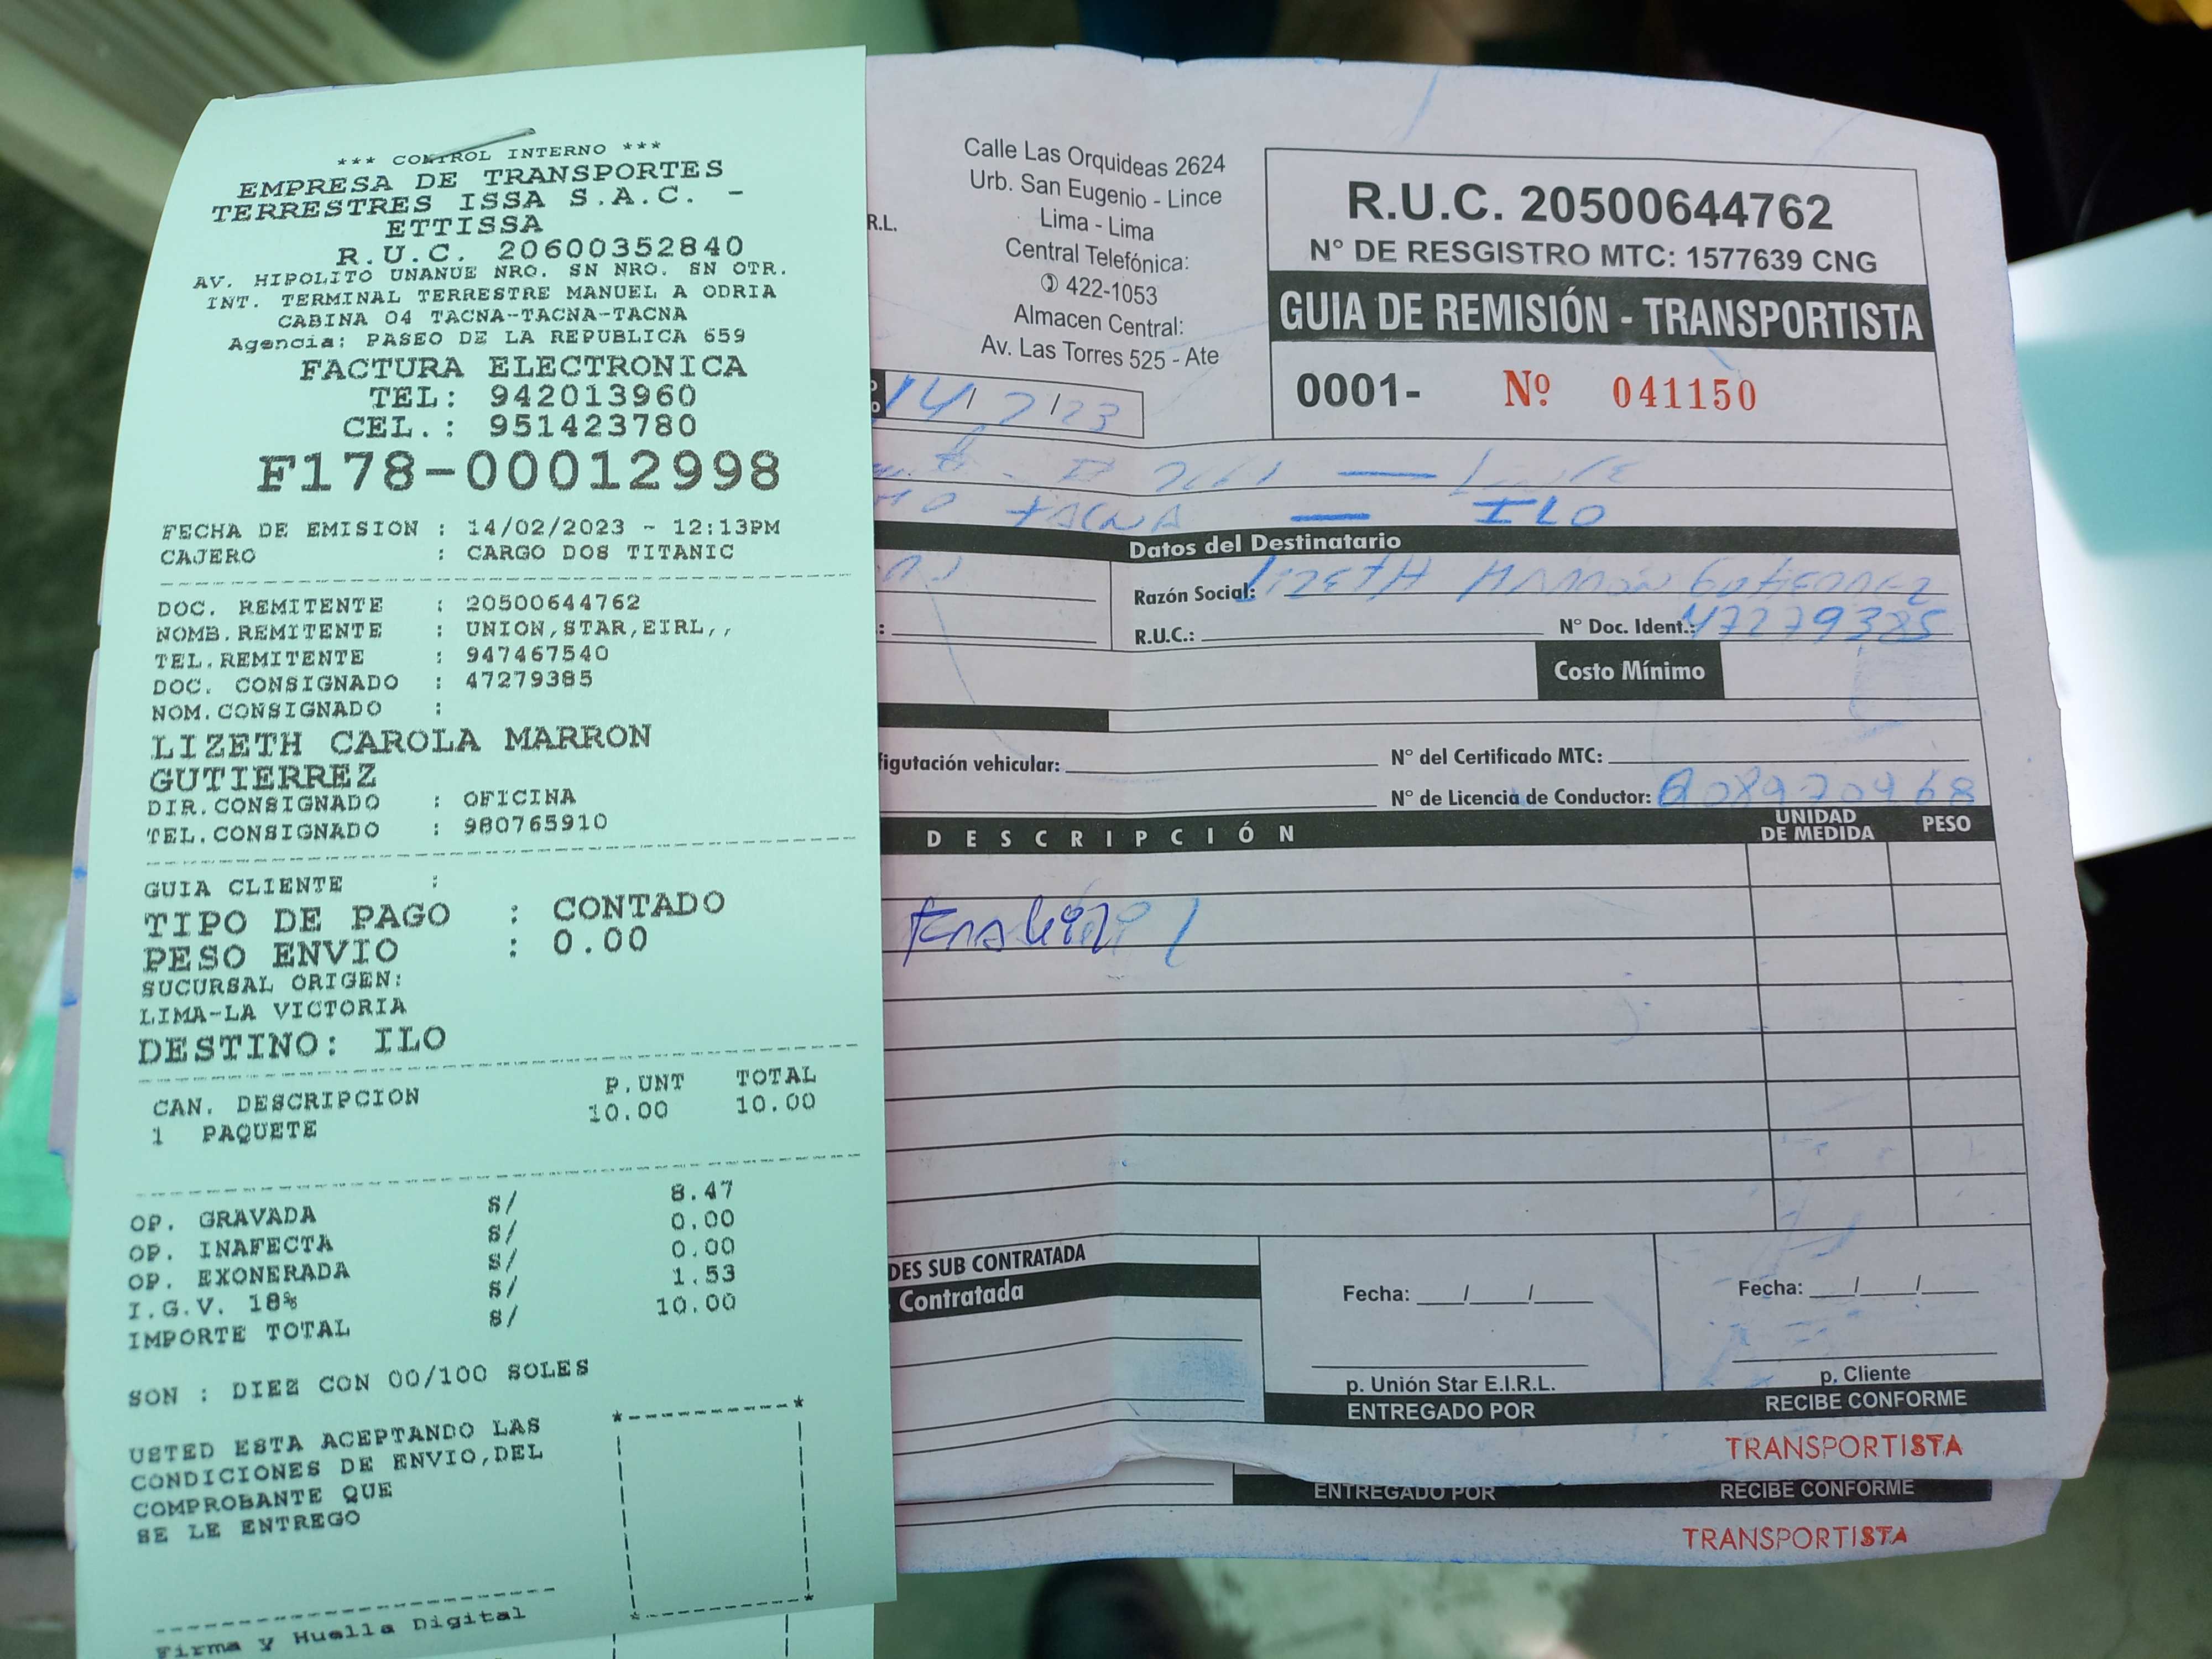 *** CONTROL INTERNO ***
EMPRESA DE TRANSPORTES
TERRESTRES ISSA S.A.C. -
ETTISSA
R.U.C. 20600352840
AV. HIPOLITO UNANUE NRO. SN NRO. SN OTR.
INT. TERMINAL TERRESTRE MANUEL A ODRIA
CABINA 04 TACNA-TACNA-TACNA
Agencia: PASEO DE LA REPUBLICA 659
FACTURA ELECTRONICA
TEL: 942013960
CEL.: 951423780
F178-00012998
FECHA DE EMISION : 14/02/2023 - 12:13PM
CAJERO : CARGO DOS TITANIC
DOC. REMITENTE : 20500644762
NOMB.REMITENTE : UNION,STAR,EIRL,,
TEL.REMITENTE : 947467540
DOC. CONSIGNADO : 47279385
NOM.CONSIGNADO :
LIZETH CAROLA MARRON
GUTIERREZ
DIR.CONSIGNADO : OFICINA
TEL.CONSIGNADO : 980765910
GUIA CLIENTE :
TIPO DE PAGO : CONTADO
PESO ENVIO : 0.00
SUCURSAL ORIGEN:
LIMA-LA VICTORIA
DESTINO: ILO
CAN. DESCRIPCION P.UNT TOTAL
1 PAQUETE 10.00 10.00
OP. GRAVADA S/ 8.47
OP. INAFECTA S/ 0.00
OP. EXONERADA S/ 0.00
I.G.V. 18% S/ 1.53
IMPORTE TOTAL S/ 10.00
SON : DIEZ CON 00/100 SOLES
USTED ESTA ACEPTANDO LAS
CONDICIONES DE ENVIO,DEL
COMPROBANTE QUE
SE LE ENTREGO
Firma y Huella Digital
R.L.
Calle Las Orquideas 2624
Urb. San Eugenio - Lince
Lima - Lima
Central Telefónica:
422-1053
Almacen Central:
Av. Las Torres 525 - Ate
R.U.C. 20500644762
N° DE RESGISTRO MTC: 1577639 CNG
GUIA DE REMISIÓN - TRANSPORTISTA
0001- Nº 041150
14/2/23
TACNA — ILO
Datos del Destinatario
Razón Social: LIZETH MARRON GUTIERREZ
R.U.C.: N° Doc. Ident.: 47279385
Costo Mínimo
figutación vehicular: N° del Certificado MTC:
N° de Licencia de Conductor: Q08970468
DESCRIPCIÓN UNIDAD DE MEDIDA PESO
DES SUB CONTRATADA
Contratada
Fecha: __/__/__ Fecha: __/__/__
p. Unión Star E.I.R.L. p. Cliente
ENTREGADO POR RECIBE CONFORME
TRANSPORTISTA
ENTREGADO POR RECIBE CONFORME
TRANSPORTISTA